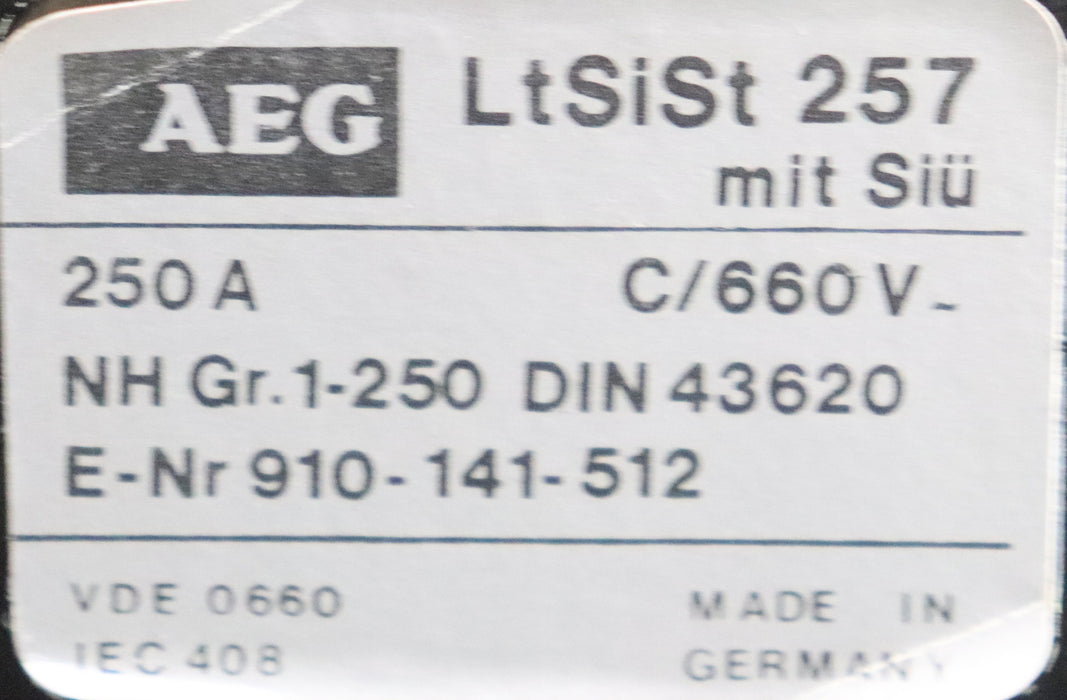 AEG LtSiSt 257
mit Siü
250 A C/660 V~
NH Gr.1-250 DIN 43620
E-Nr 910-141-512
VDE 0660 MADE IN
IEC 408 GERMANY